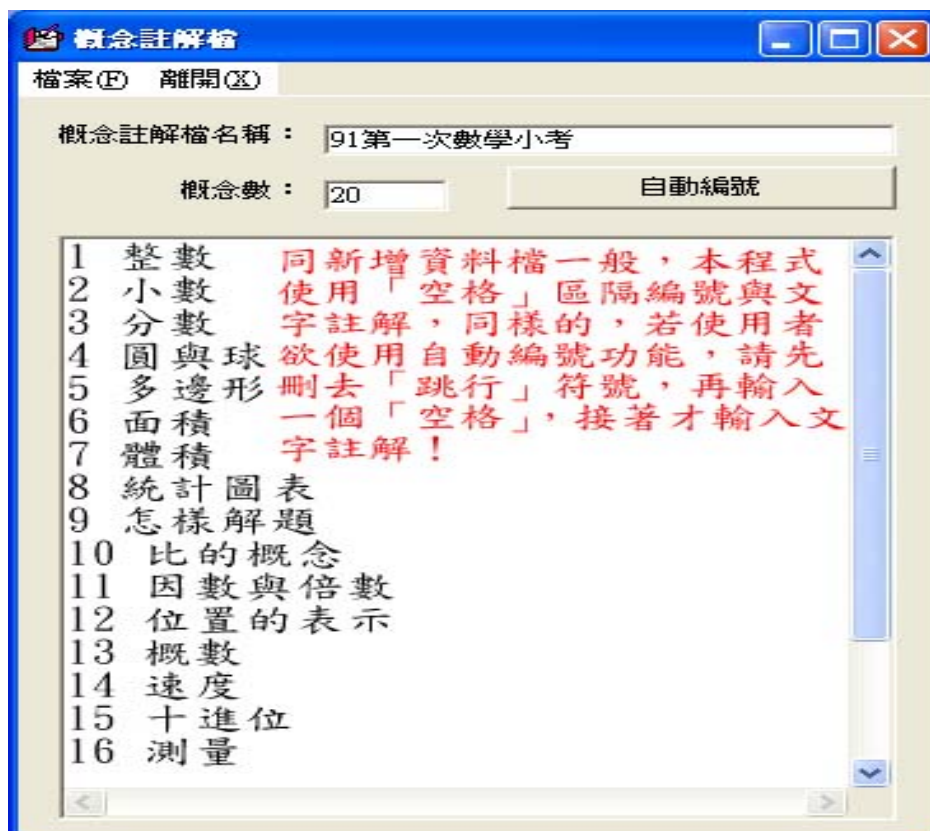 概念註解檔
檔案(F) 離開(X)
概念註解檔名稱：
91第一次數學小考
概念數：
20
自動編號
1 整數
2 小數
3 分數
4 圓與球
5 多邊形
6 面積
7 體積
8 統計圖表
9 怎樣解題
10 比的概念
11 因數與倍數
12 位置的表示
13 概數
14 速度
15 十進位
16 測量
同新增資料檔一般，本程式
使用「空格」區隔編號與文
字註解，同樣的，若使用者
欲使用自動編號功能，請先
刪去「跳行」符號，再輸入
一個「空格」，接著才輸入文
字註解！